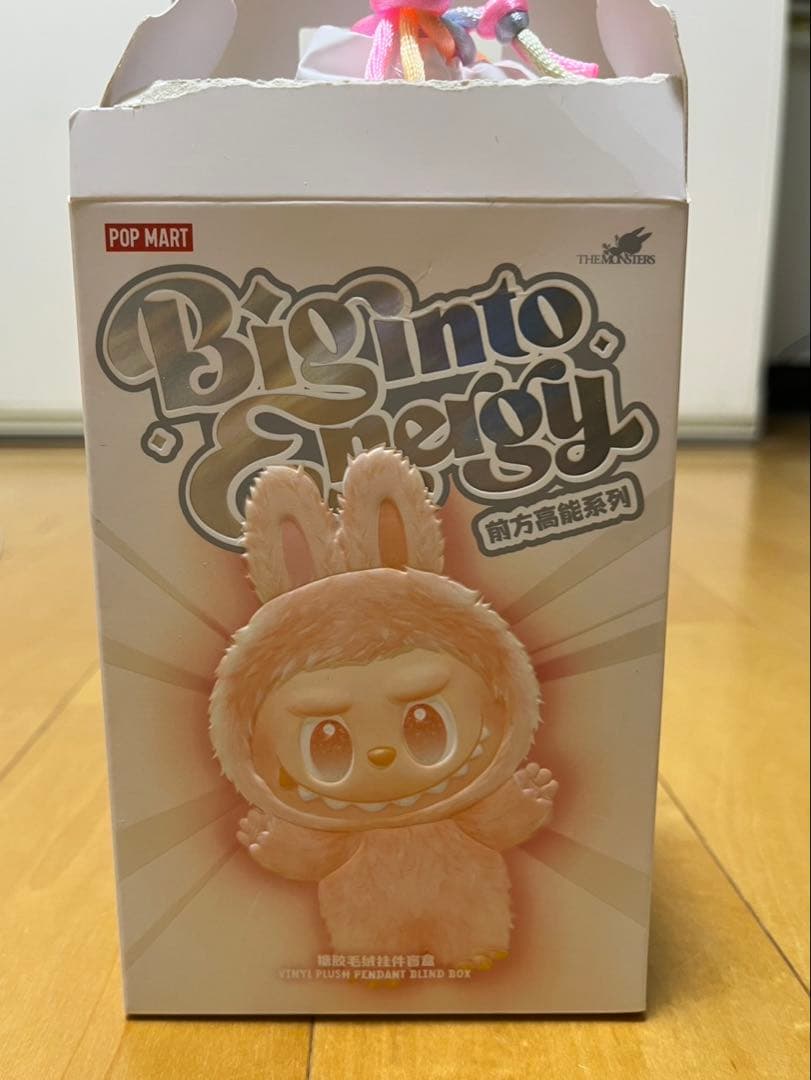 POP MART
THE MONSTERS
Big into
Energy
前方高能系列
搪胶毛绒挂件盲盒
VINYL PLUSH PENDANT BLIND BOX